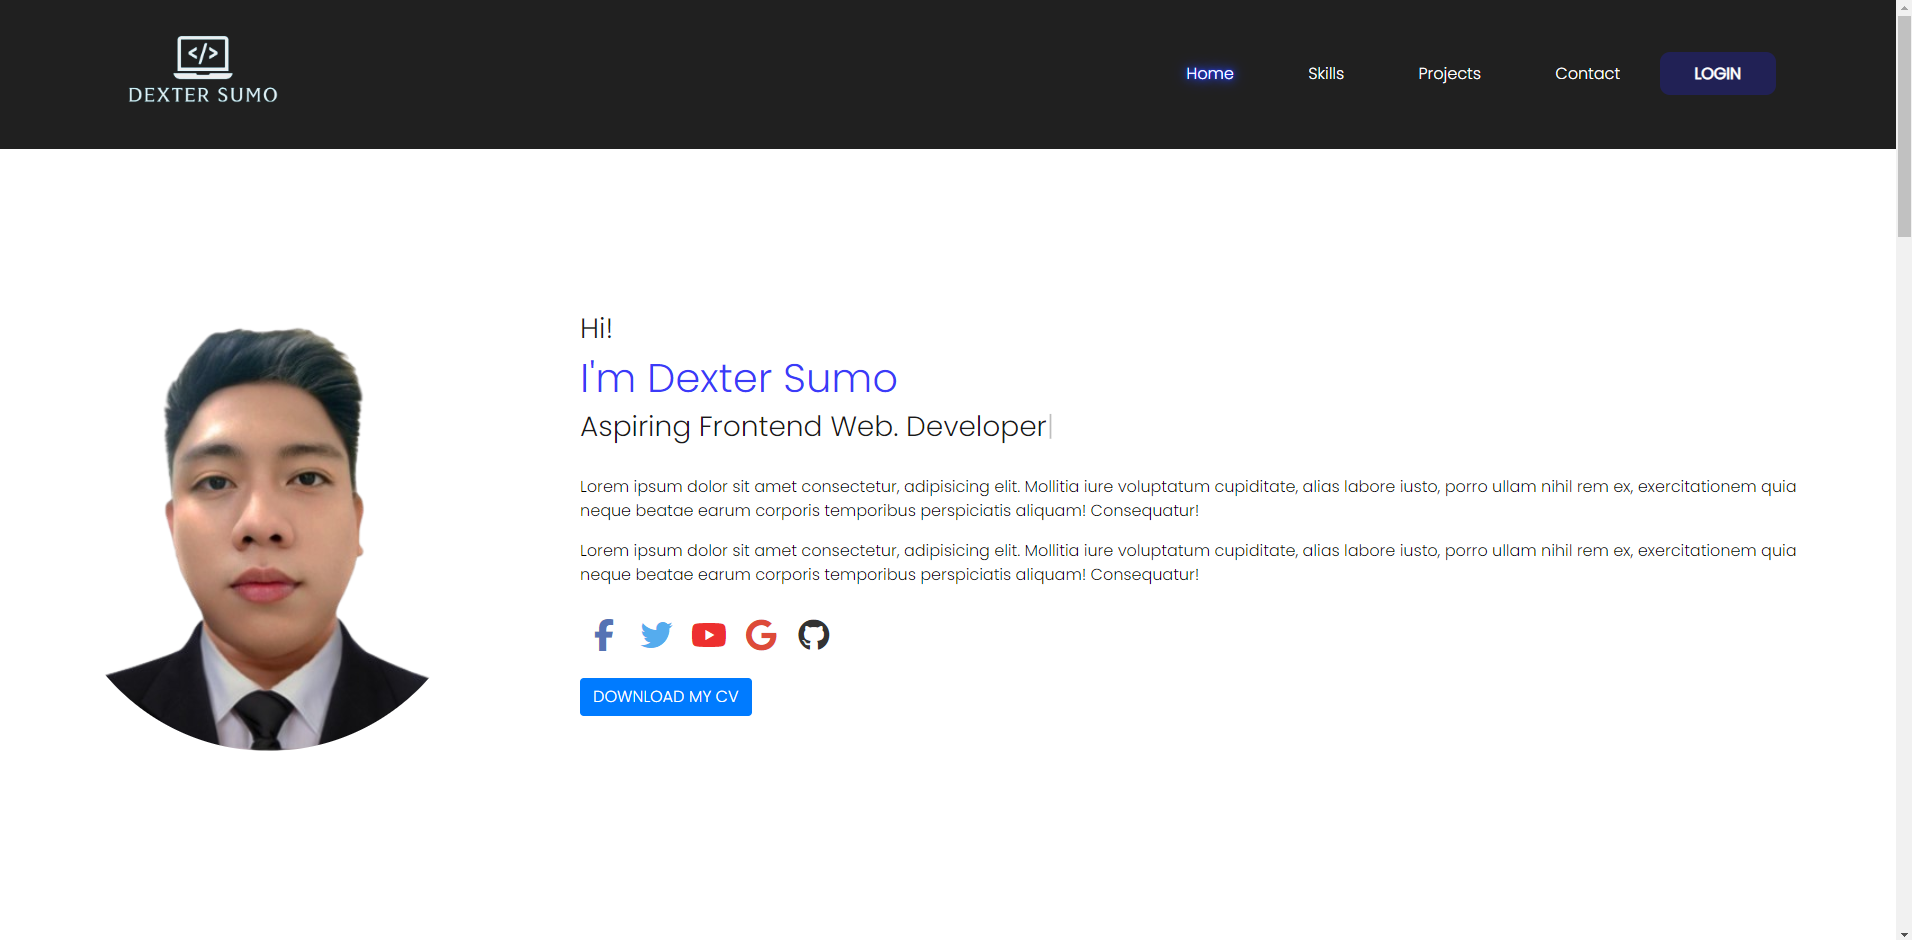 </>
DEXTER SUMO
Home Skills Projects Contact LOGIN
Hi!
I'm Dexter Sumo
Aspiring Frontend Web. Developer|
Lorem ipsum dolor sit amet consectetur, adipisicing elit. Mollitia iure voluptatum cupiditate, alias labore iusto, porro ullam nihil rem ex, exercitationem quia
neque beatae earum corporis temporibus perspiciatis aliquam! Consequatur!
Lorem ipsum dolor sit amet consectetur, adipisicing elit. Mollitia iure voluptatum cupiditate, alias labore iusto, porro ullam nihil rem ex, exercitationem quia
neque beatae earum corporis temporibus perspiciatis aliquam! Consequatur!
DOWNLOAD MY CV